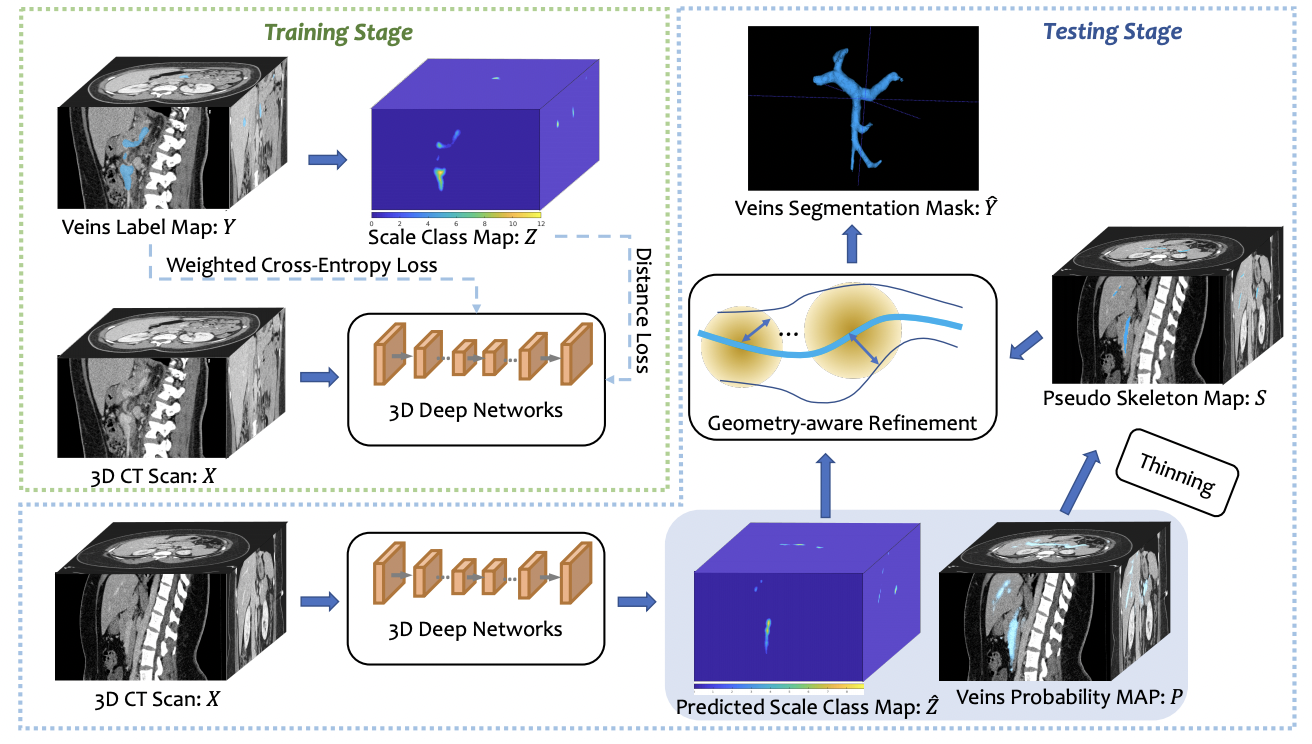 Training Stage
Veins Label Map: Y
0 2 4 6 8 10 12
Scale Class Map: Z
Weighted Cross-Entropy Loss
Distance Loss
3D Deep Networks
3D CT Scan: X
Testing Stage
Veins Segmentation Mask: Ŷ
Geometry-aware Refinement
Pseudo Skeleton Map: S
Thinning
3D CT Scan: X
3D Deep Networks
Predicted Scale Class Map: Ẑ
Veins Probability MAP: P